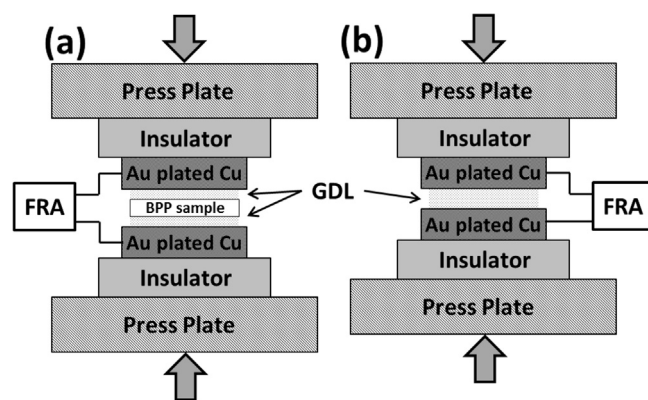 (a)
Press Plate
Insulator
Au plated Cu
FRA
BPP sample
Au plated Cu
Insulator
Press Plate
GDL
(b)
Press Plate
Insulator
Au plated Cu
FRA
Au plated Cu
Insulator
Press Plate